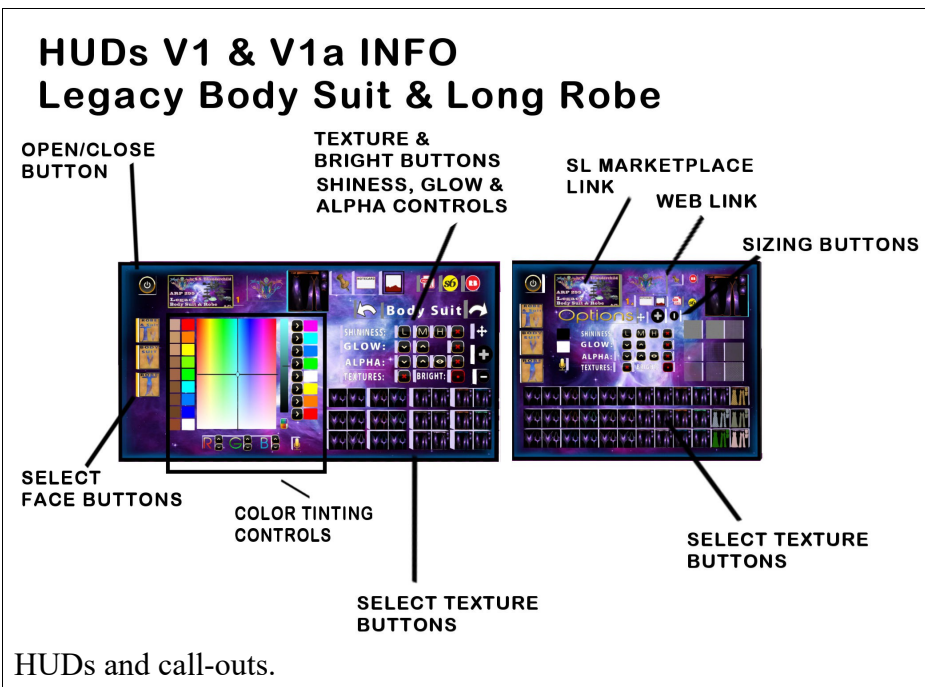 HUDs V1 & V1a INFO
Legacy Body Suit & Long Robe
OPEN/CLOSE
BUTTON
TEXTURE &
BRIGHT BUTTONS
SHINESS, GLOW &
ALPHA CONTROLS
SL MARKETPLACE
LINK
WEB LINK
SIZING BUTTONS
Body Suit
SHININESS: L M H
GLOW:
ALPHA:
TEXTURES: BRIGHT:
R G B
Options
SHININESS: L M H
GLOW:
ALPHA:
TEXTURES:
SELECT
FACE BUTTONS
COLOR TINTING
CONTROLS
SELECT TEXTURE
BUTTONS
SELECT TEXTURE
BUTTONS
HUDs and call-outs.